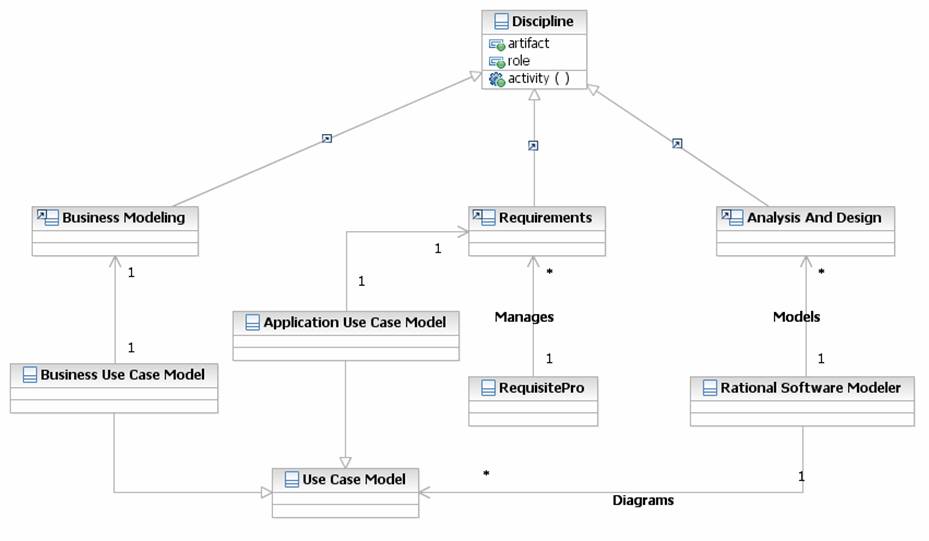 Discipline
artifact
role
activity ( )
Business Modeling
Requirements
Analysis And Design
1
1
*
*
1
Manages
Models
Application Use Case Model
1
1
1
Business Use Case Model
RequisitePro
Rational Software Modeler
Use Case Model
*
1
Diagrams